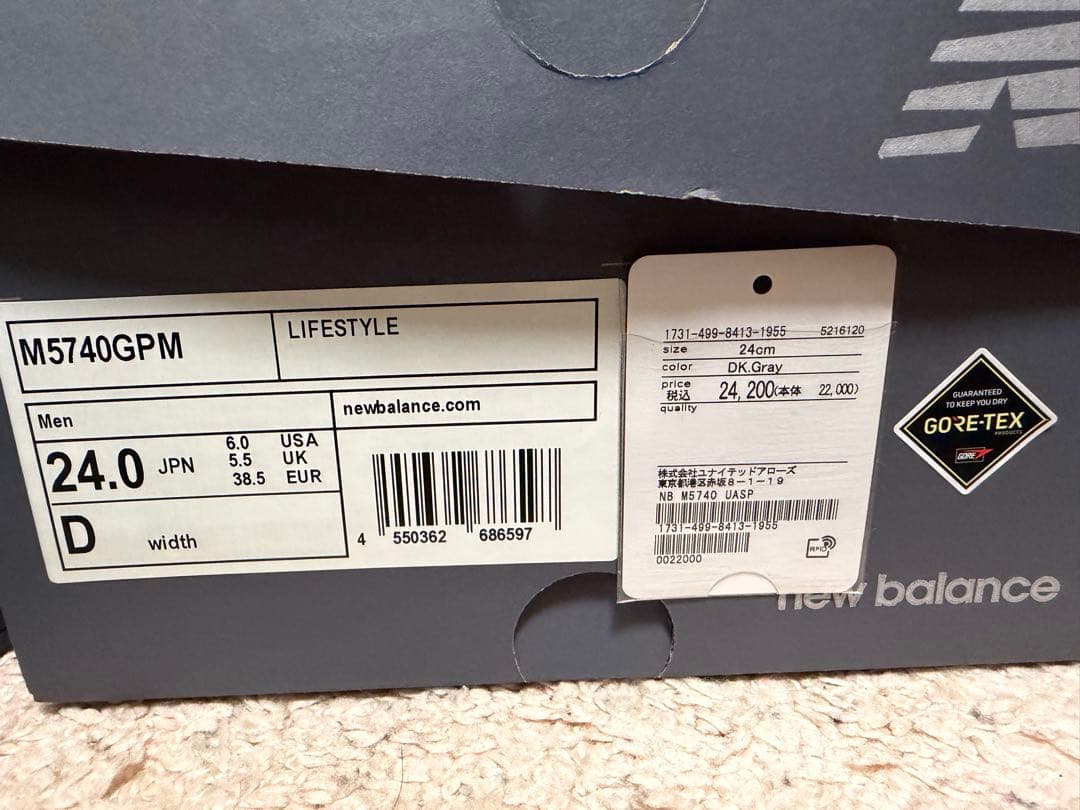 M5740GPM
LIFESTYLE
Men
newbalance.com
24.0 JPN
6.0 USA
5.5 UK
38.5 EUR
D width
4 550362 686597
1731-499-8413-1955 5216120
size 24cm
color DK.Gray
price
税込 24,200(本体 22,000)
quality
株式会社ユナイテッドアローズ
東京都港区赤坂8-1-19
NB M5740 UASP
1731-499-8413-1955
RFID
0022000
GUARANTEED
TO KEEP YOU DRY
GORE-TEX
PRODUCTS
GORE
new balance